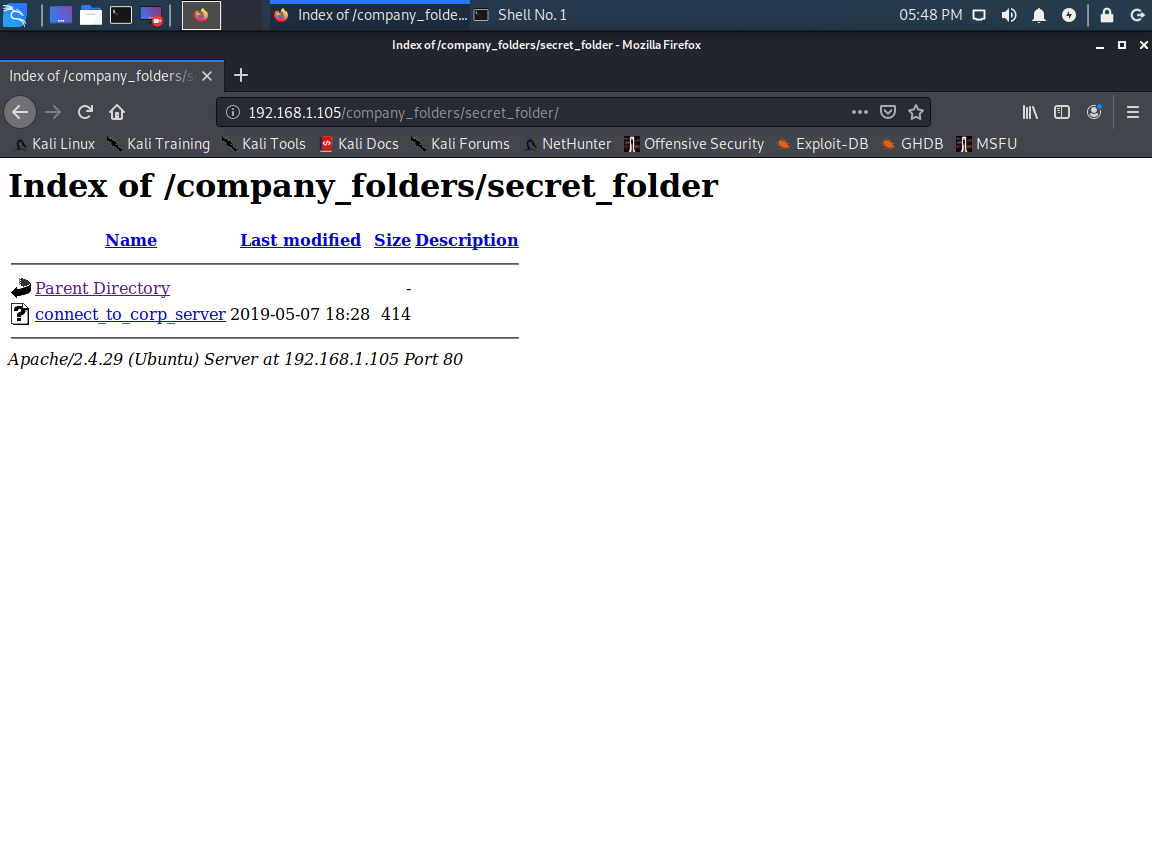 Index of /company_folde... Shell No. 1 05:48 PM
Index of /company_folders/secret_folder - Mozilla Firefox
Index of /company_folders/s
192.168.1.105/company_folders/secret_folder/
Kali Linux Kali Training Kali Tools Kali Docs Kali Forums NetHunter Offensive Security Exploit-DB GHDB MSFU
Index of /company_folders/secret_folder
Name Last modified Size Description
Parent Directory -
connect_to_corp_server 2019-05-07 18:28 414
Apache/2.4.29 (Ubuntu) Server at 192.168.1.105 Port 80